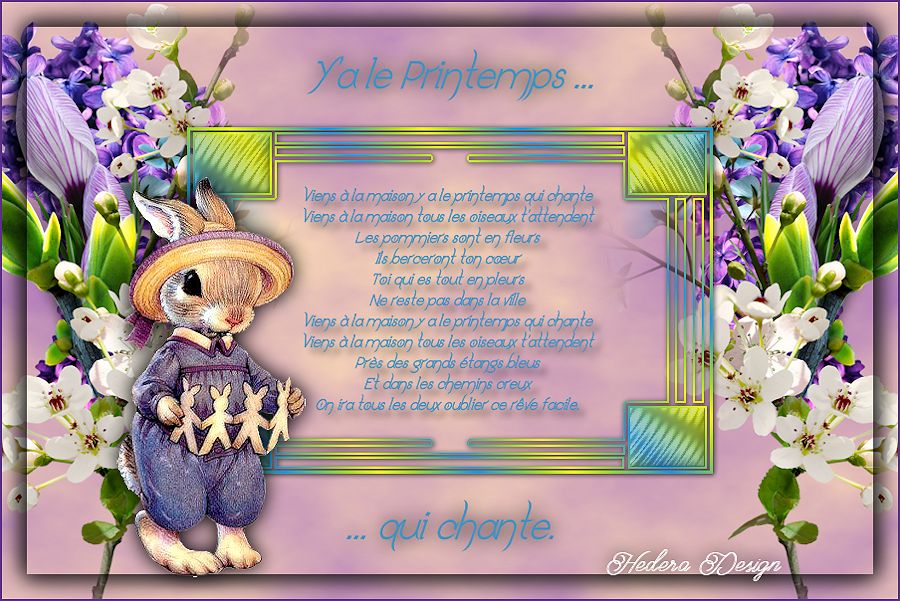 Y'a le Printemps ...
Viens à la maison y a le printemps qui chante
Viens à la maison tous les oiseaux t'attendent
Les pommiers sont en fleurs
Ils berceront ton cœur
Toi qui es tout en pleurs
Ne reste pas dans la ville
Viens à la maison y a le printemps qui chante
Viens à la maison tous les oiseaux t'attendent
Près des grands étangs bleus
Et dans les chemins creux
On ira tous les deux oublier ce rêve facile.
... qui chante.
Hedera Design